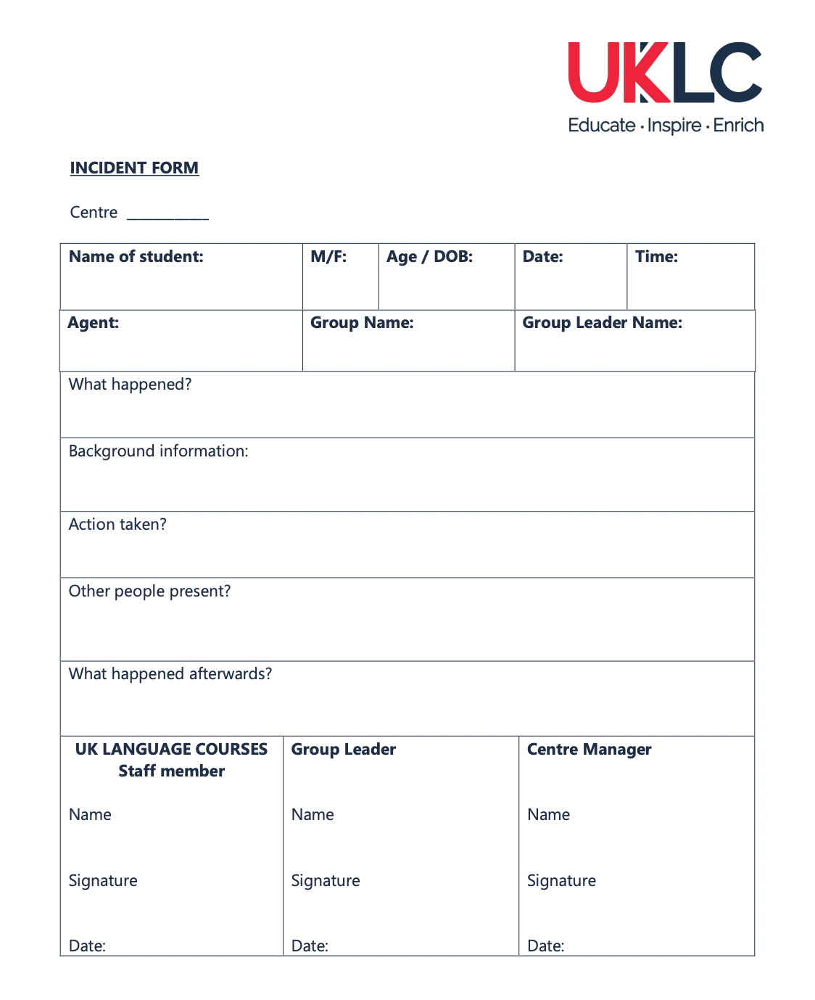 UKLC
Educate · Inspire · Enrich
INCIDENT FORM
Centre __________
Name of student: M/F: Age / DOB: Date: Time:
Agent: Group Name: Group Leader Name:
What happened?
Background information:
Action taken?
Other people present?
What happened afterwards?
UK LANGUAGE COURSES Group Leader Centre Manager
Staff member
Name Name Name
Signature Signature Signature
Date: Date: Date: